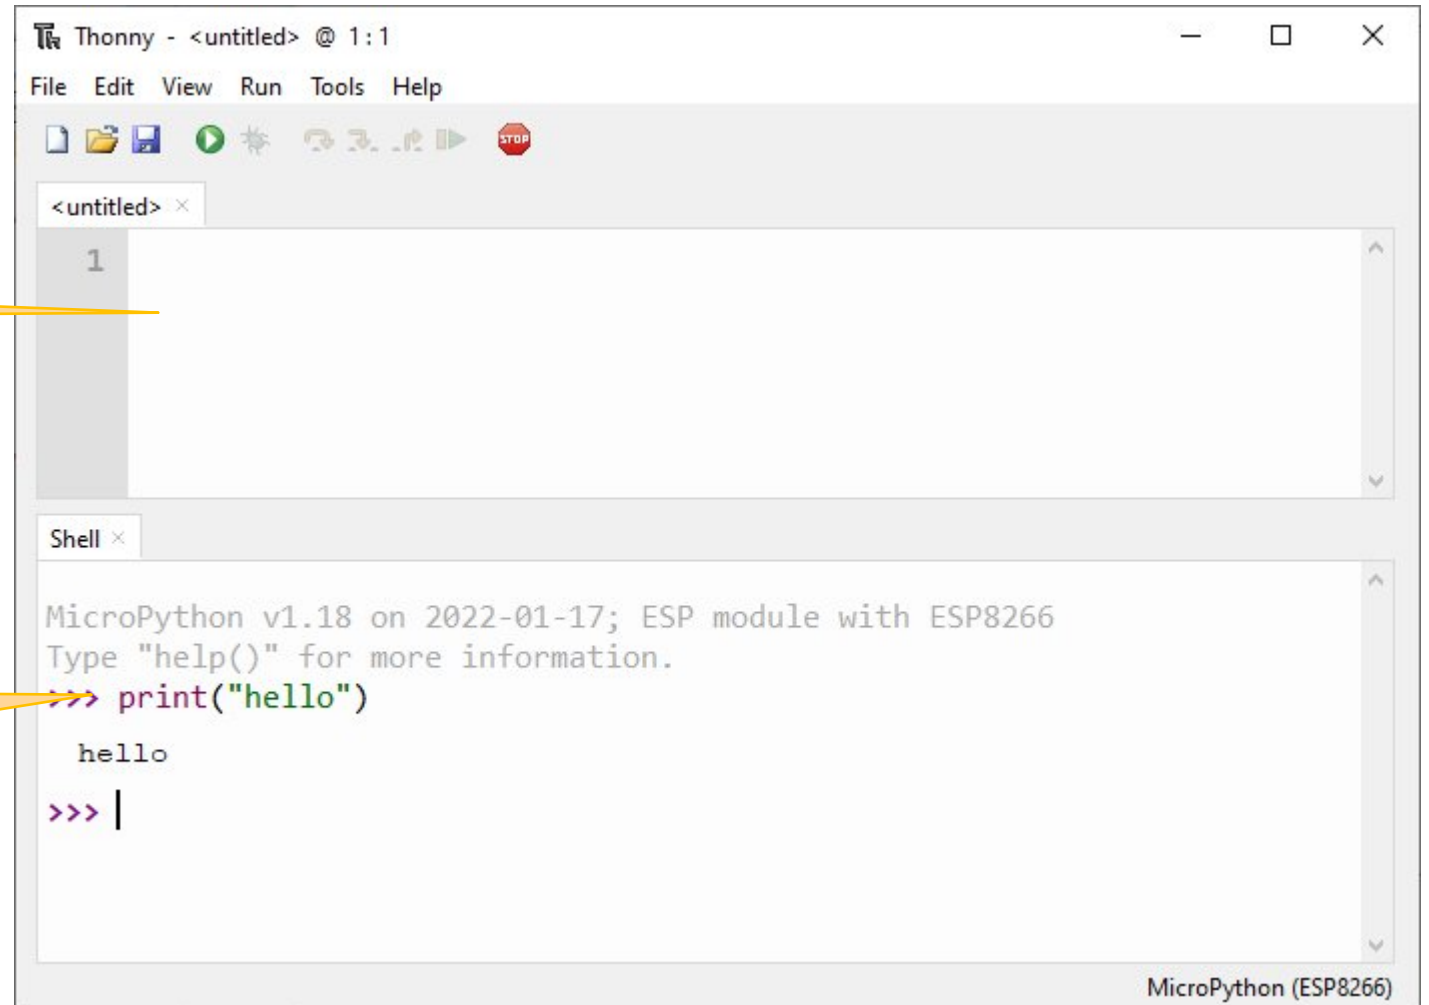 Thonny - <untitled> @ 1:1
File Edit View Run Tools Help
STOP
<untitled>
1
Shell
MicroPython v1.18 on 2022-01-17; ESP module with ESP8266
Type "help()" for more information.
>>> print("hello")
hello
>>>
MicroPython (ESP8266)